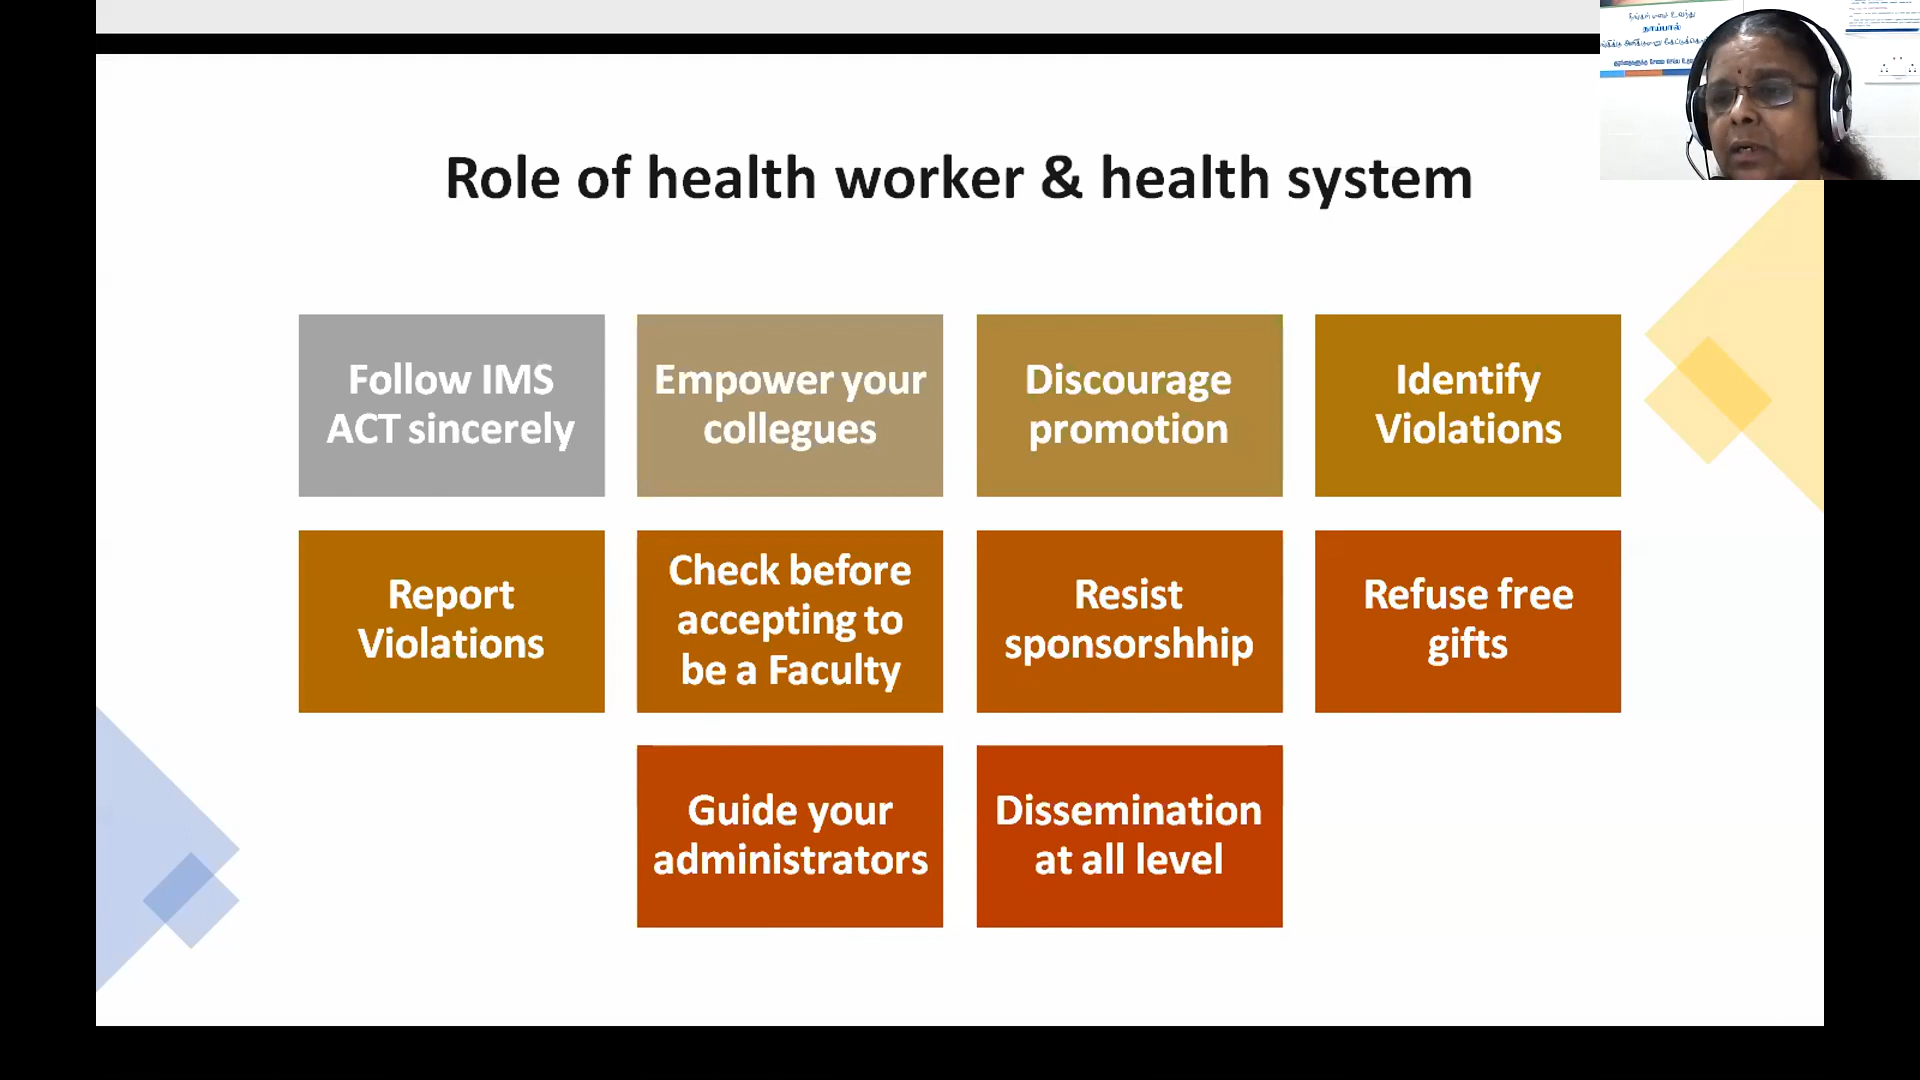 தாய்ப்பால்
Role of health worker & health system
Follow IMS
ACT sincerely
Empower your
collegues
Discourage
promotion
Identify
Violations
Report
Violations
Check before
accepting to
be a Faculty
Resist
sponsorshhip
Refuse free
gifts
Guide your
administrators
Dissemination
at all level